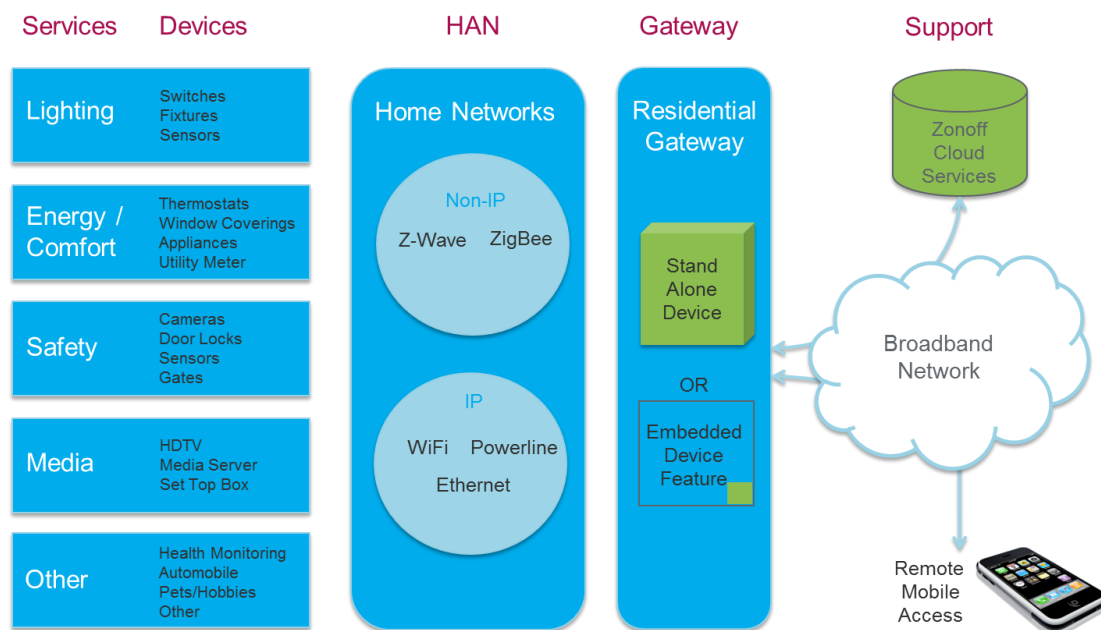 Services
Devices
HAN
Gateway
Support
Lighting
Switches
Fixtures
Sensors
Energy /
Comfort
Thermostats
Window Coverings
Appliances
Utility Meter
Safety
Cameras
Door Locks
Sensors
Gates
Media
HDTV
Media Server
Set Top Box
Other
Health Monitoring
Automobile
Pets/Hobbies
Other
Home Networks
Non-IP
Z-Wave
ZigBee
IP
WiFi
Powerline
Ethernet
Residential
Gateway
Stand
Alone
Device
OR
Embedded
Device
Feature
Zonoff
Cloud
Services
Broadband
Network
Remote
Mobile
Access